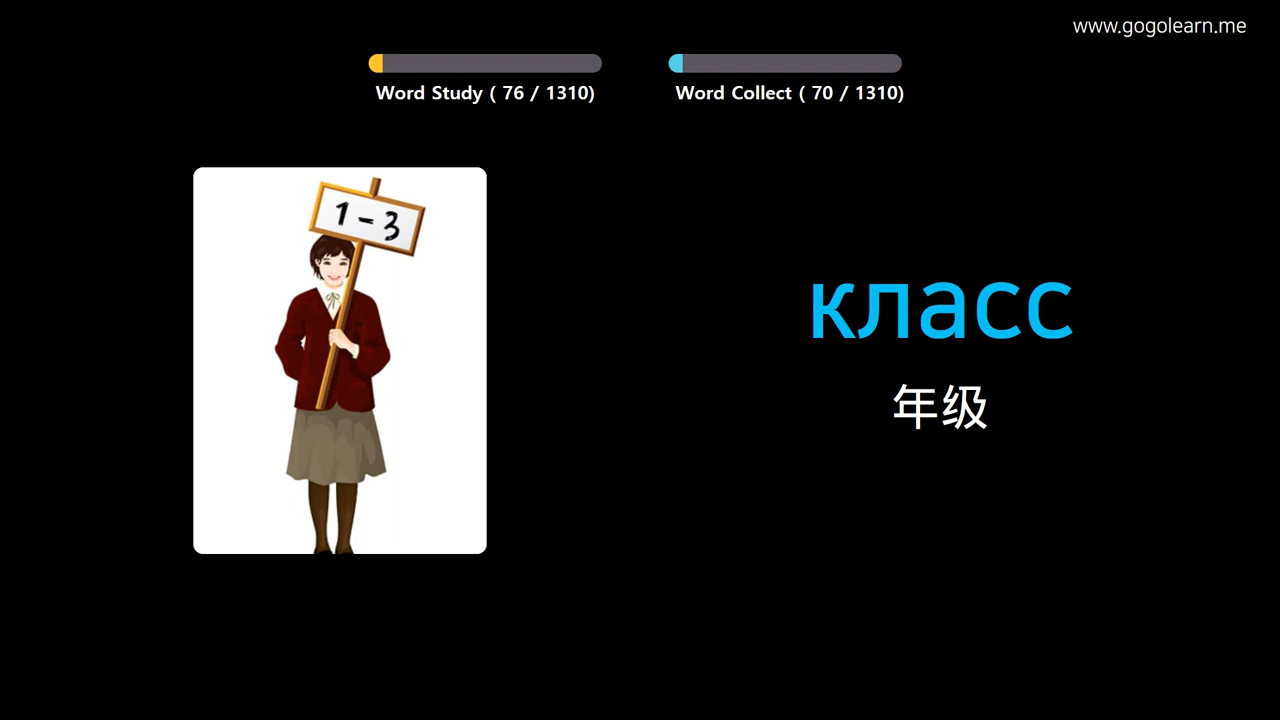 www.gogolearn.me
Word Study ( 76 / 1310)
Word Collect ( 70 / 1310)
1 - 3
класс
年级